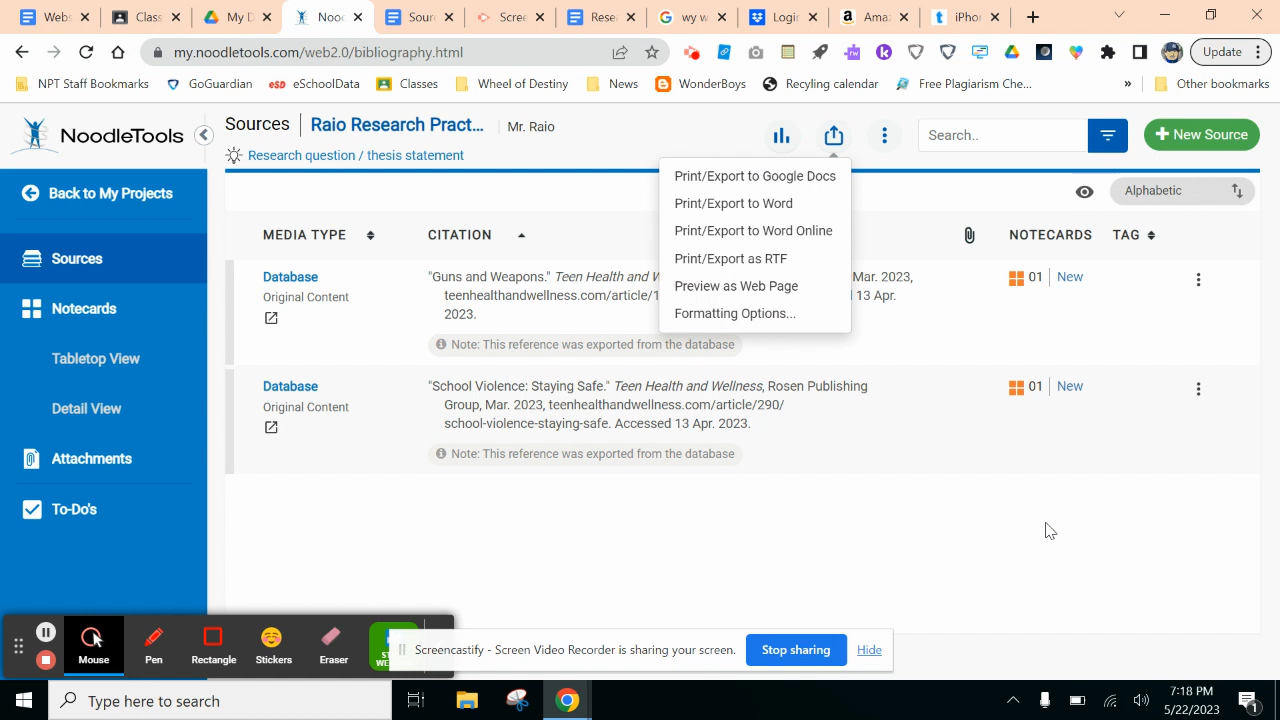 Webs
Class
My D
Nood
Sourc
Scree
Rese
wy w
Login
Amaz
iPhon
my.noodletools.com/web2.0/bibliography.html
Update
NPT Staff Bookmarks
GoGuardian
esd eSchoolData
Classes
Wheel of Destiny
News
WonderBoys
Recyling calendar
Free Plagiarism Che...
»
Other bookmarks
NoodleTools
Sources
Raio Research Pract...
Mr. Raio
Research question / thesis statement
Search..
+ New Source
Print/Export to Google Docs
Print/Export to Word
Print/Export to Word Online
Print/Export as RTF
Preview as Web Page
Formatting Options...
Back to My Projects
Sources
Notecards
Tabletop View
Detail View
Attachments
To-Do's
Alphabetic
MEDIA TYPE
CITATION
NOTECARDS
TAG
Database
Original Content
"Guns and Weapons." Teen Health and W Mar. 2023,
teenhealthandwellness.com/article/1 13 Apr.
2023.
Note: This reference was exported from the database
01 New
Database
Original Content
"School Violence: Staying Safe." Teen Health and Wellness, Rosen Publishing
Group, Mar. 2023, teenhealthandwellness.com/article/290/
school-violence-staying-safe. Accessed 13 Apr. 2023.
Note: This reference was exported from the database
01 New
Mouse
Pen
Rectangle
Stickers
Eraser
Screencastify - Screen Video Recorder is sharing your screen.
Stop sharing
Hide
Type here to search
7:18 PM
5/22/2023
1